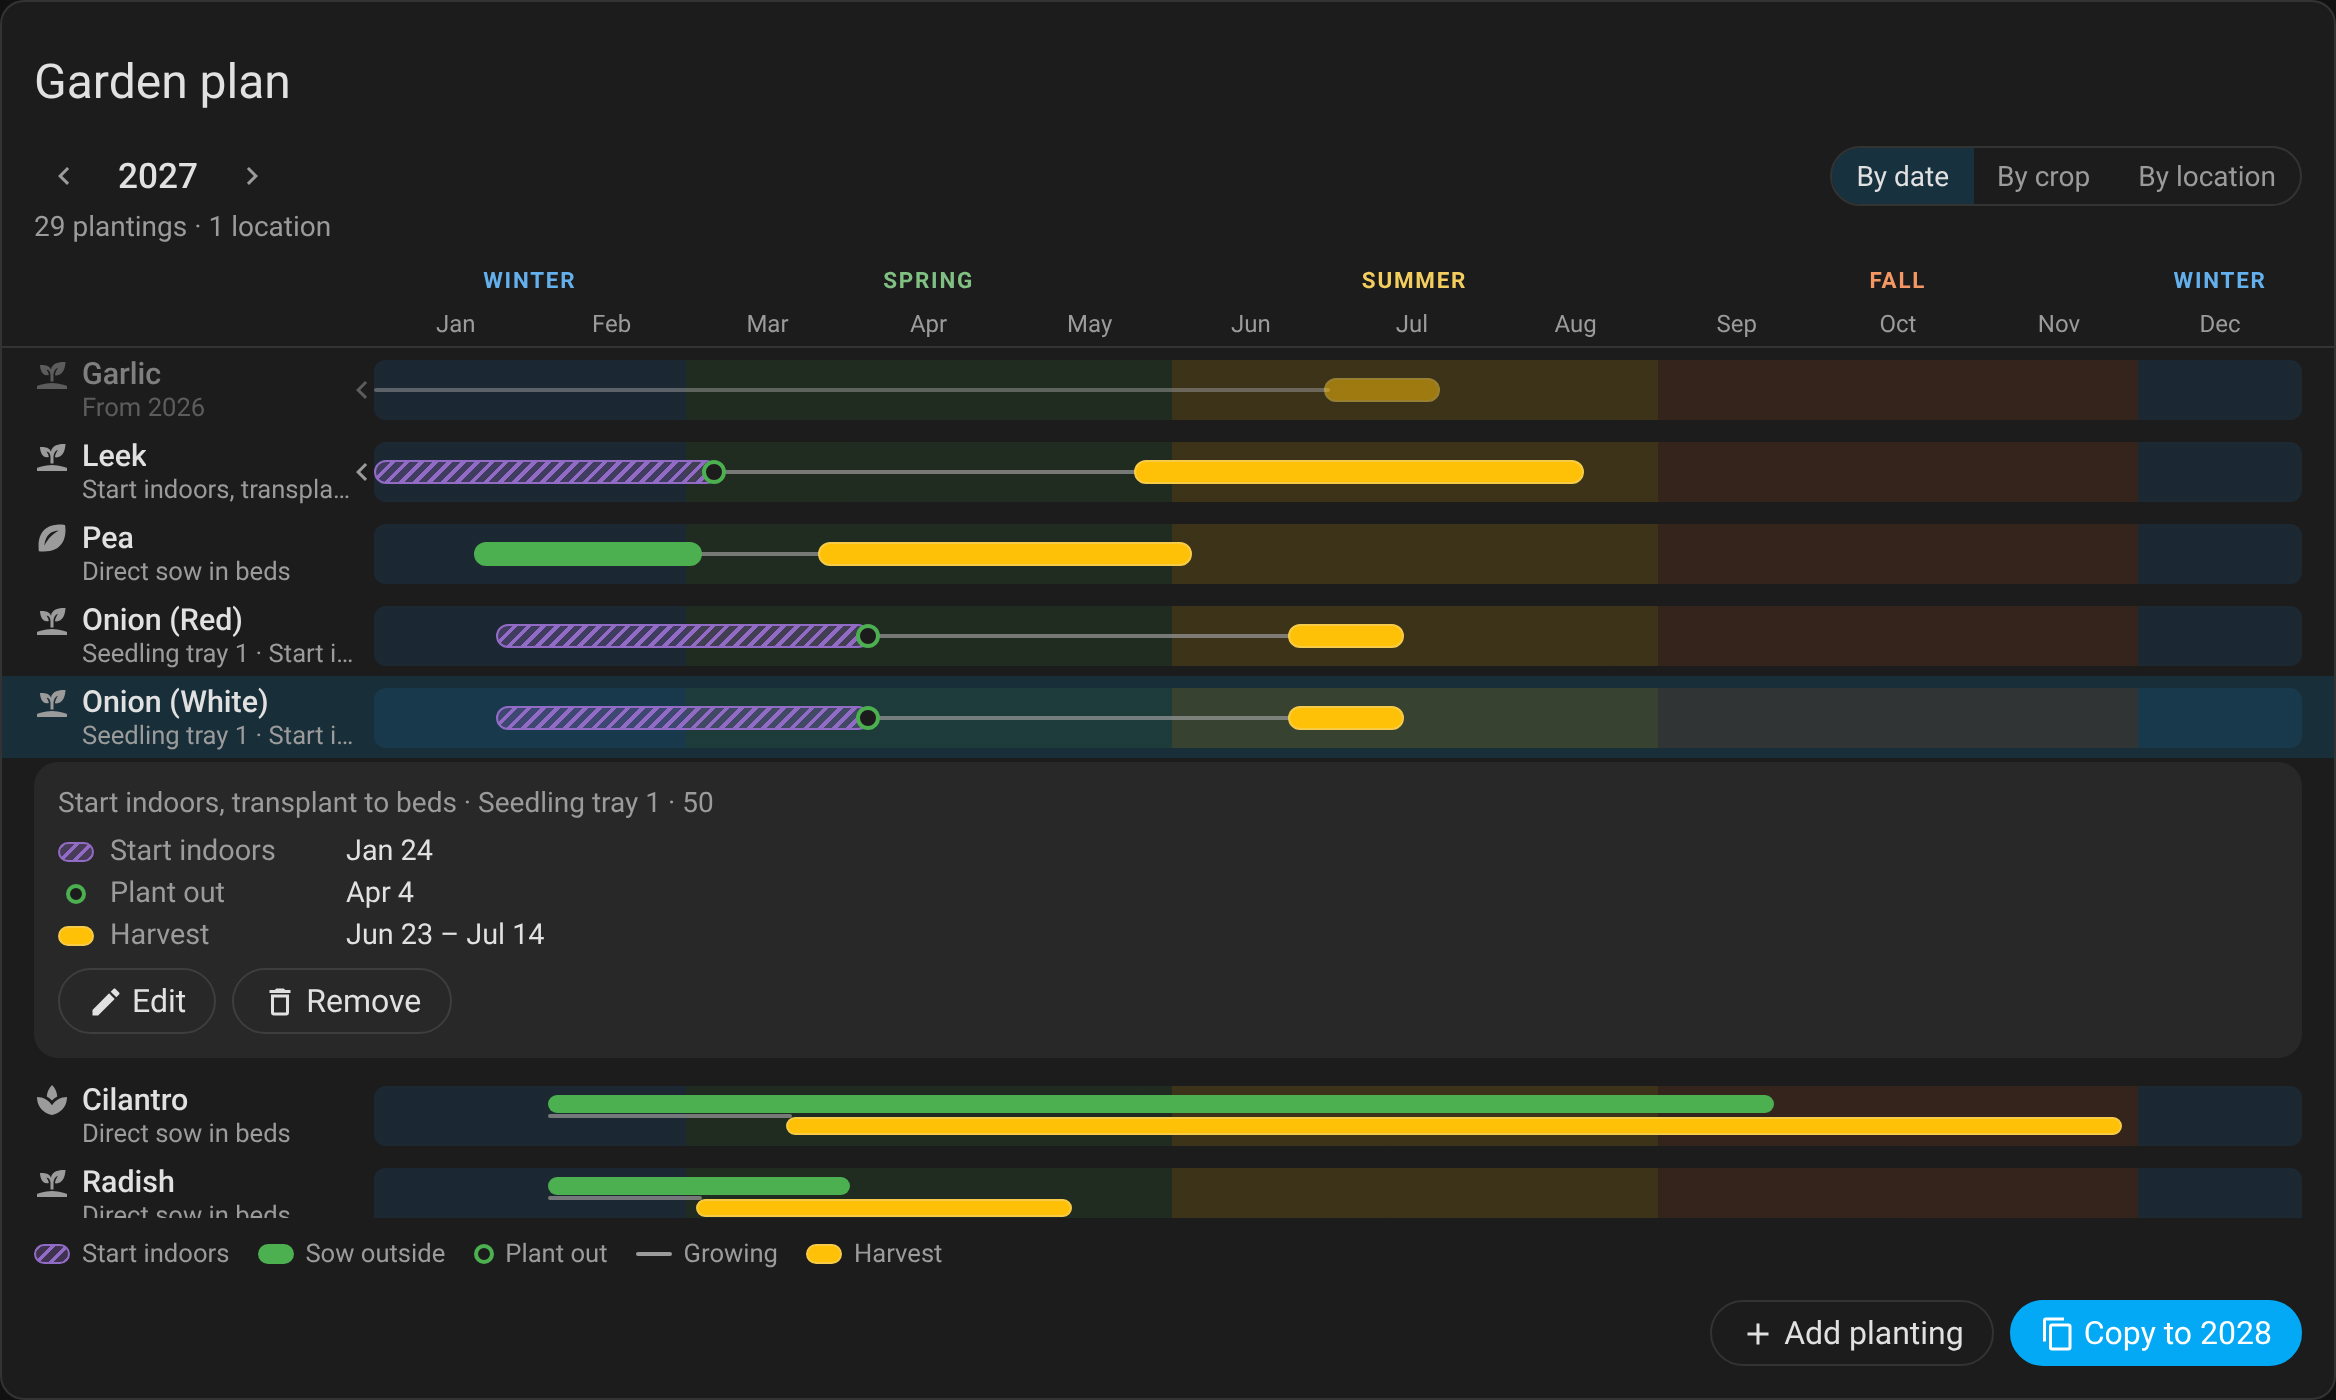 Garden plan
2027
By date By crop By location
29 plantings · 1 location
WINTER SPRING SUMMER FALL WINTER
Jan Feb Mar Apr May Jun Jul Aug Sep Oct Nov Dec
Garlic
From 2026
Leek
Start indoors, transpla...
Pea
Direct sow in beds
Onion (Red)
Seedling tray 1 · Start i...
Onion (White)
Seedling tray 1 · Start i...
Start indoors, transplant to beds · Seedling tray 1 · 50
Start indoors Jan 24
Plant out Apr 4
Harvest Jun 23 – Jul 14
Edit Remove
Cilantro
Direct sow in beds
Radish
Direct sow in beds
Start indoors Sow outside Plant out Growing Harvest
Add planting Copy to 2028